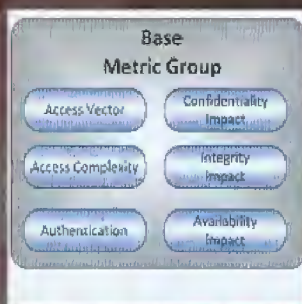 Base
Metric Group
Access Vector
Confidentiality
Impact
Access Complexity
Integrity
Impact
Authentication
Availability
Impact